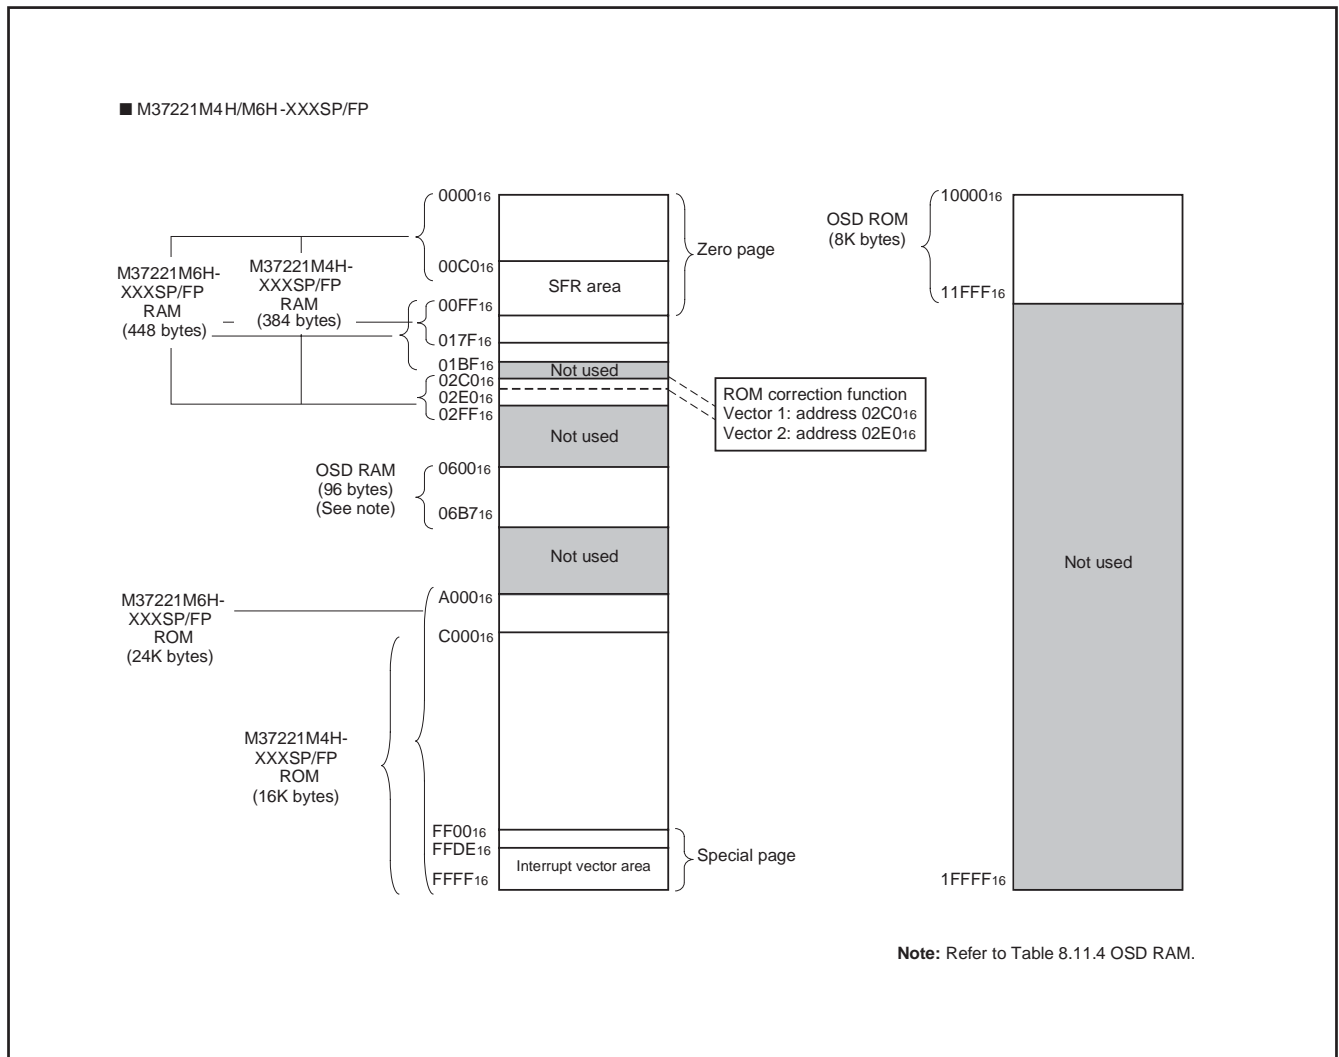 ■ M37221M4H/M6H-XXXSP/FP
M37221M6H-
XXXSP/FP
RAM
(448 bytes)
M37221M4H-
XXXSP/FP
RAM
(384 bytes)
0000₁₆
00C0₁₆
00FF₁₆
017F₁₆
01BF₁₆
02C0₁₆
02E0₁₆
02FF₁₆
SFR area
Zero page
Not used
ROM correction function
Vector 1: address 02C0₁₆
Vector 2: address 02E0₁₆
Not used
OSD RAM
(96 bytes)
(See note)
0600₁₆
06B7₁₆
Not used
M37221M6H-
XXXSP/FP
ROM
(24K bytes)
A000₁₆
C000₁₆
M37221M4H-
XXXSP/FP
ROM
(16K bytes)
FF00₁₆
FFDE₁₆
FFFF₁₆
Interrupt vector area
Special page
OSD ROM
(8K bytes)
10000₁₆
11FFF₁₆
Not used
1FFFF₁₆
Note: Refer to Table 8.11.4 OSD RAM.